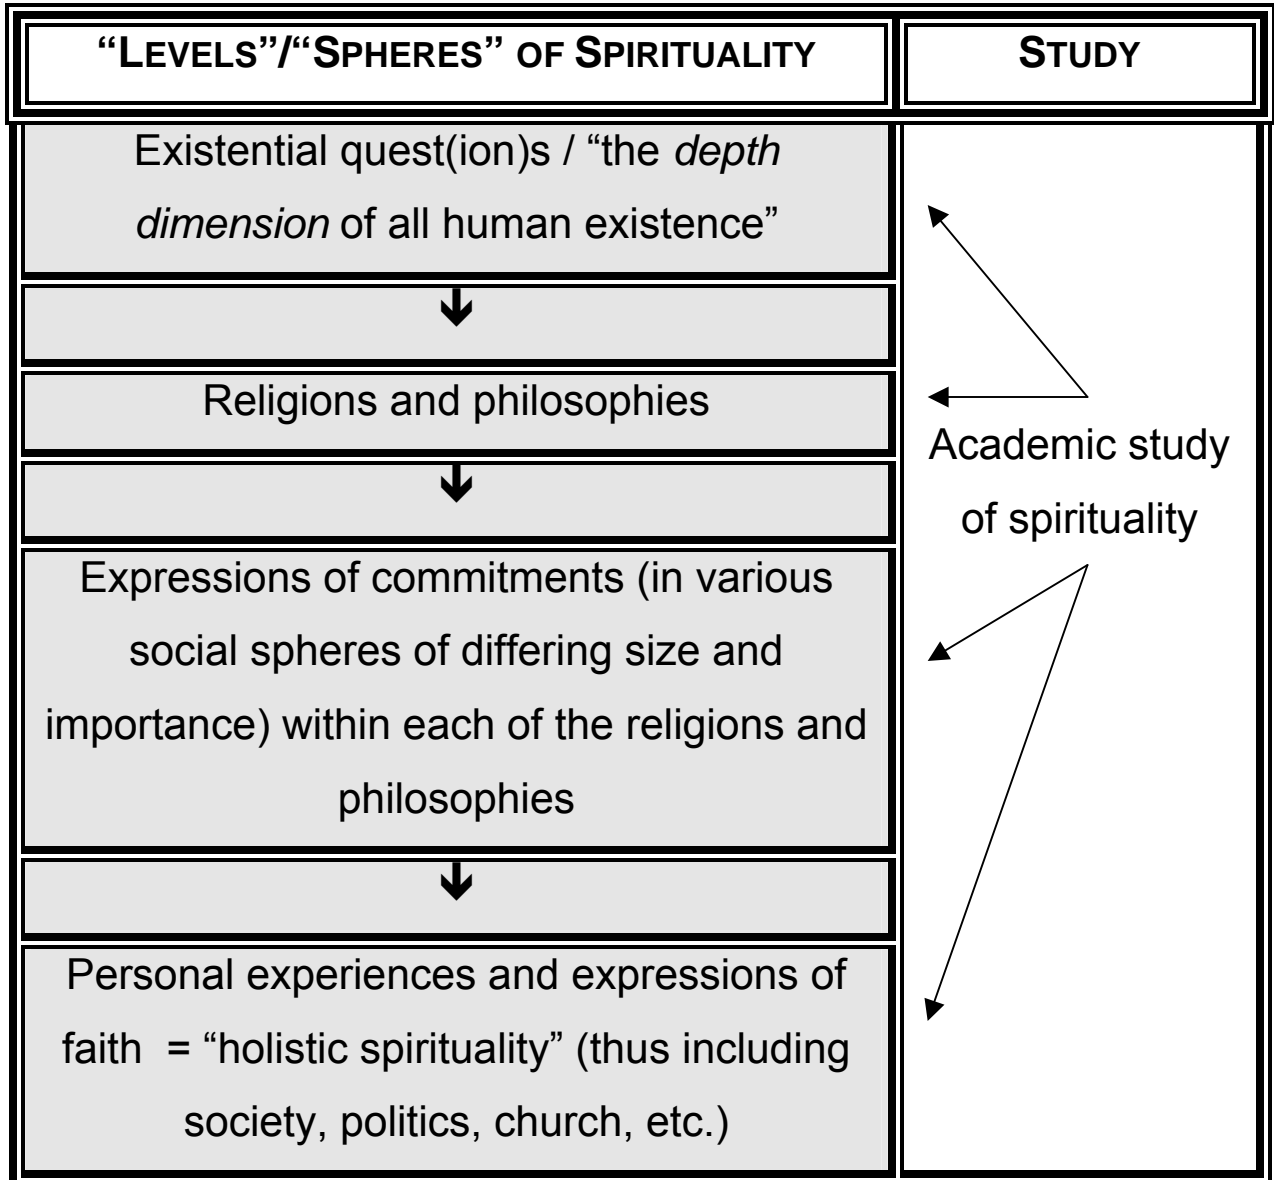 “LEVELS”/“SPHERES” OF SPIRITUALITY
STUDY
Existential quest(ion)s / “the depth
dimension of all human existence”
Religions and philosophies
Expressions of commitments (in various
social spheres of differing size and
importance) within each of the religions and
philosophies
Personal experiences and expressions of
faith = “holistic spirituality” (thus including
society, politics, church, etc.)
Academic study
of spirituality